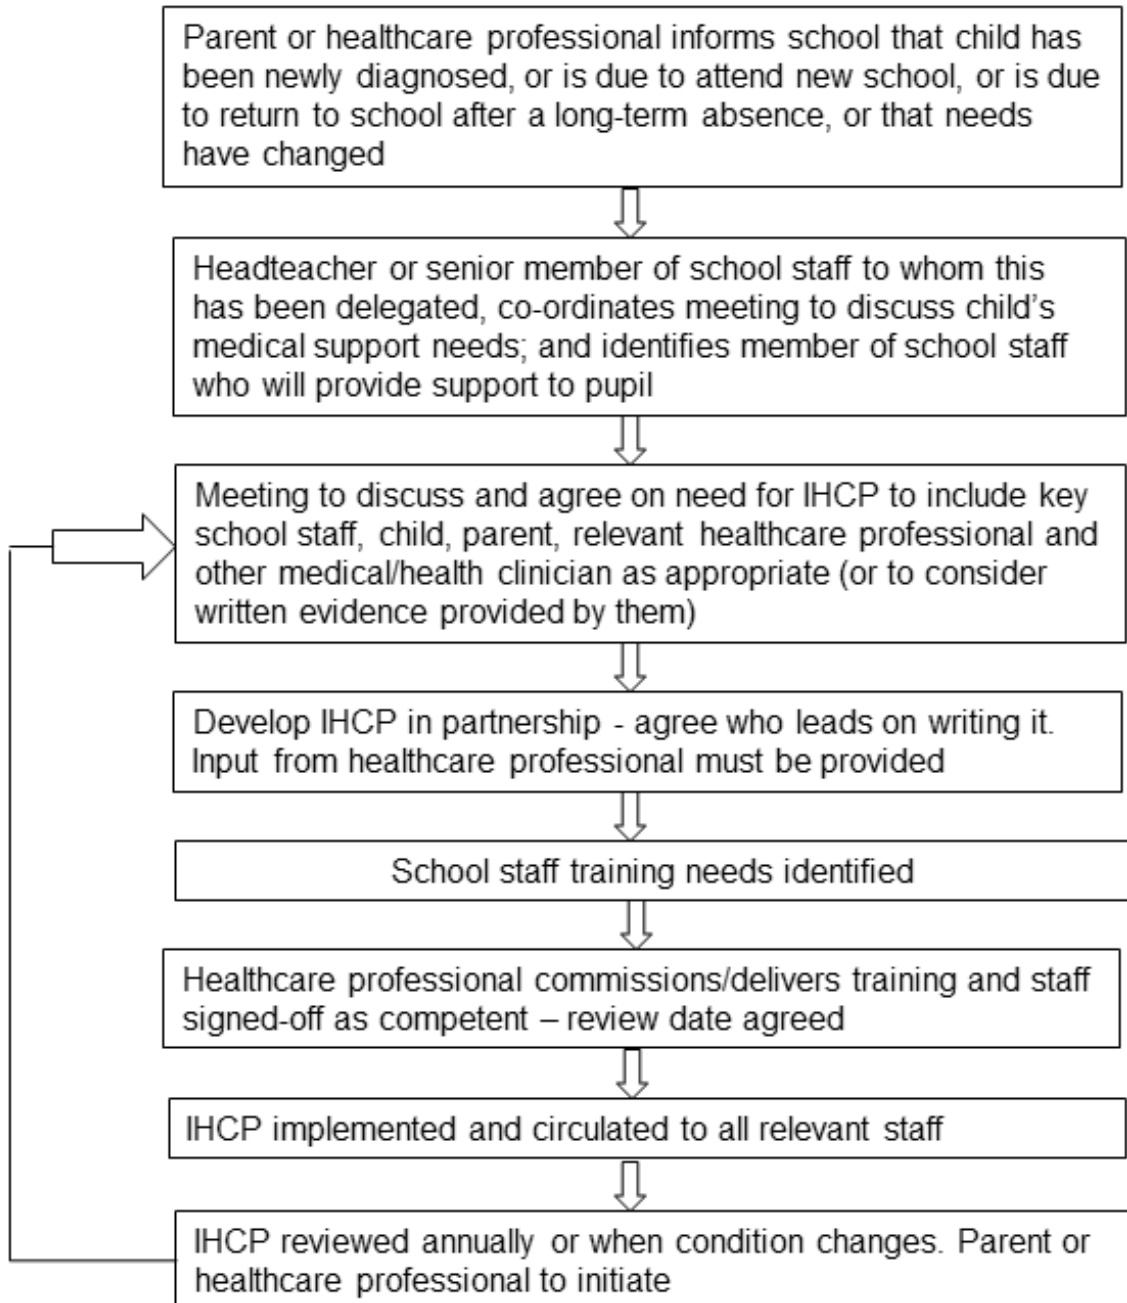 Parent or healthcare professional informs school that child has
been newly diagnosed, or is due to attend new school, or is due
to return to school after a long-term absence, or that needs
have changed
Headteacher or senior member of school staff to whom this
has been delegated, co-ordinates meeting to discuss child's
medical support needs; and identifies member of school staff
who will provide support to pupil
Meeting to discuss and agree on need for IHCP to include key
school staff, child, parent, relevant healthcare professional and
other medical/health clinician as appropriate (or to consider
written evidence provided by them)
Develop IHCP in partnership - agree who leads on writing it.
Input from healthcare professional must be provided
School staff training needs identified
Healthcare professional commissions/delivers training and staff
signed-off as competent – review date agreed
IHCP implemented and circulated to all relevant staff
IHCP reviewed annually or when condition changes. Parent or
healthcare professional to initiate